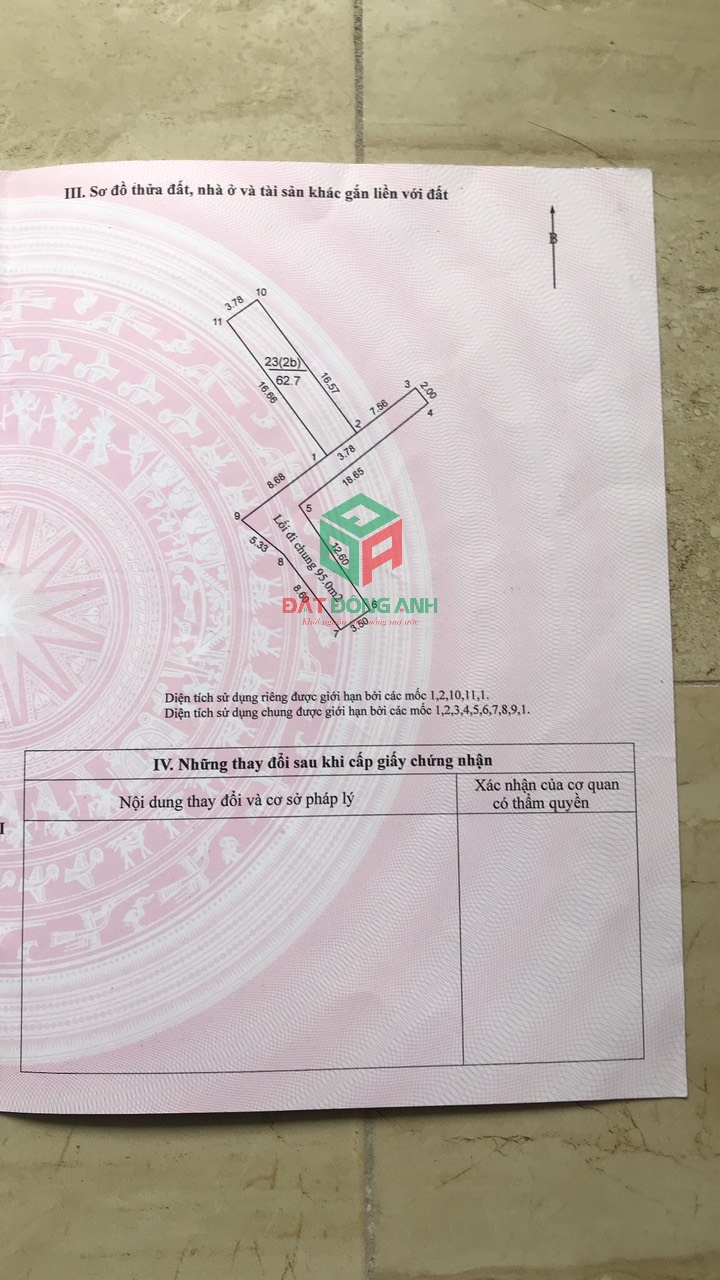 III. Sơ đồ thửa đất, nhà ở và tài sản khác gắn liền với đất
B
10
3.78
11
23(2b)
62.7
16.57
16.66
3
2.00
4
7.56
2
3.78
1
18.65
8.68
9
5
5.33
8
Lối đi chung 95.0m2
12.60
8.60
6
3.50
7
ĐẤT ĐÔNG ANH
Khởi nguồn sống mơ ước
Diện tích sử dụng riêng được giới hạn bởi các mốc 1,2,10,11,1.
Diện tích sử dụng chung được giới hạn bởi các mốc 1,2,3,4,5,6,7,8,9,1.
IV. Những thay đổi sau khi cấp giấy chứng nhận
Nội dung thay đổi và cơ sở pháp lý
Xác nhận của cơ quan
có thẩm quyền
I